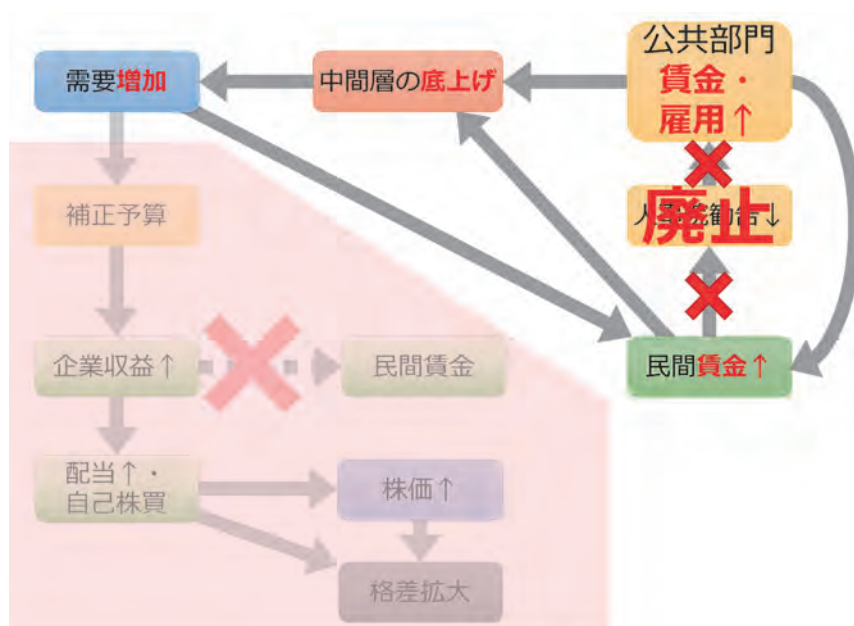 公共部門
賃金・
雇用↑
需要増加
中間層の底上げ
補正予算
廃止
企業収益↑
民間賃金
民間賃金↑
配当↑・
自己株買
株価↑
格差拡大